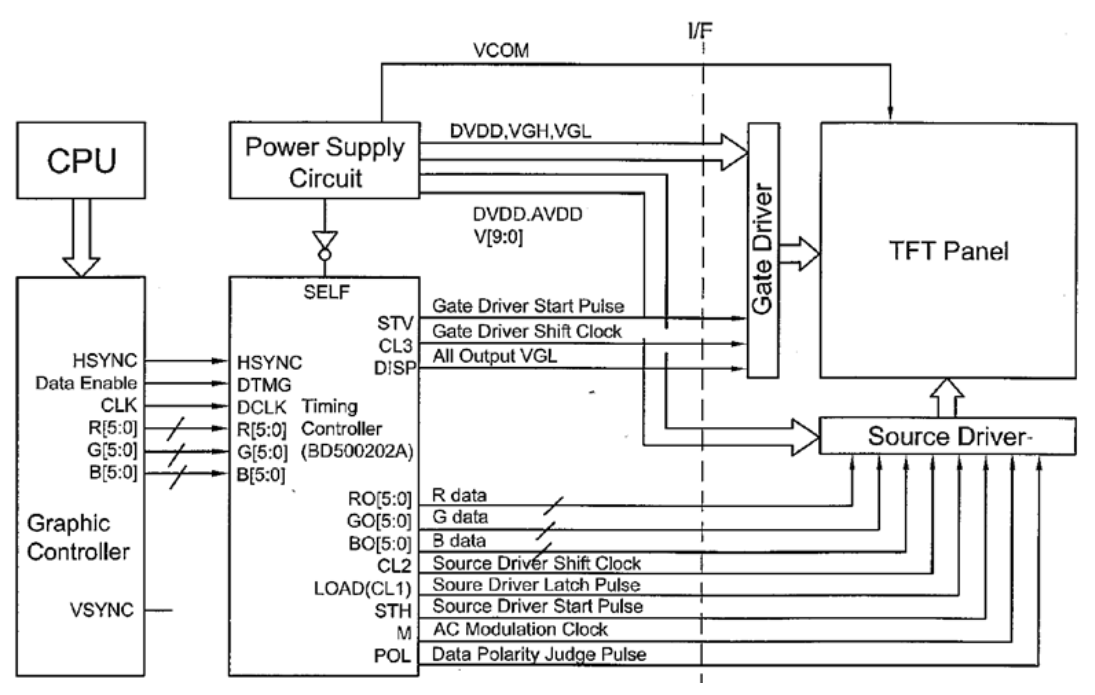 I/F
VCOM
CPU
Power Supply
Circuit
DVDD,VGH,VGL
DVDD.AVDD
V[9:0]
Gate Driver
TFT Panel
SELF
STV
Gate Driver Start Pulse
CL3
Gate Driver Shift Clock
DISP
All Output VGL
HSYNC
Data Enable
CLK
R[5:0]
G[5:0]
B[5:0]
Graphic
Controller
VSYNC
HSYNC
DTMG
DCLK
R[5:0]
G[5:0]
B[5:0]
Timing
Controller
(BD500202A)
Source Driver
RO[5:0]
R data
GO[5:0]
G data
BO[5:0]
B data
CL2
Source Driver Shift Clock
LOAD(CL1)
Soure Driver Latch Pulse
STH
Source Driver Start Pulse
M
AC Modulation Clock
POL
Data Polarity Judge Pulse